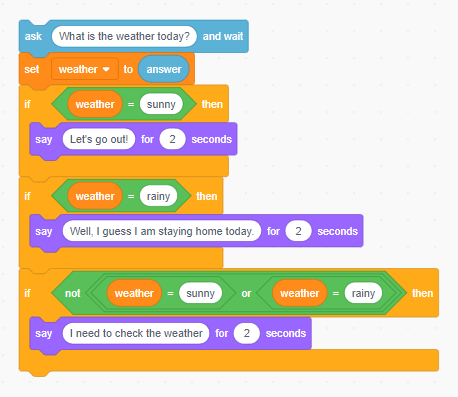 ask What is the weather today? and wait
set weather to answer
if weather = sunny then
say Let's go out! for 2 seconds
if weather = rainy then
say Well, I guess I am staying home today. for 2 seconds
if not weather = sunny or weather = rainy then
say I need to check the weather for 2 seconds